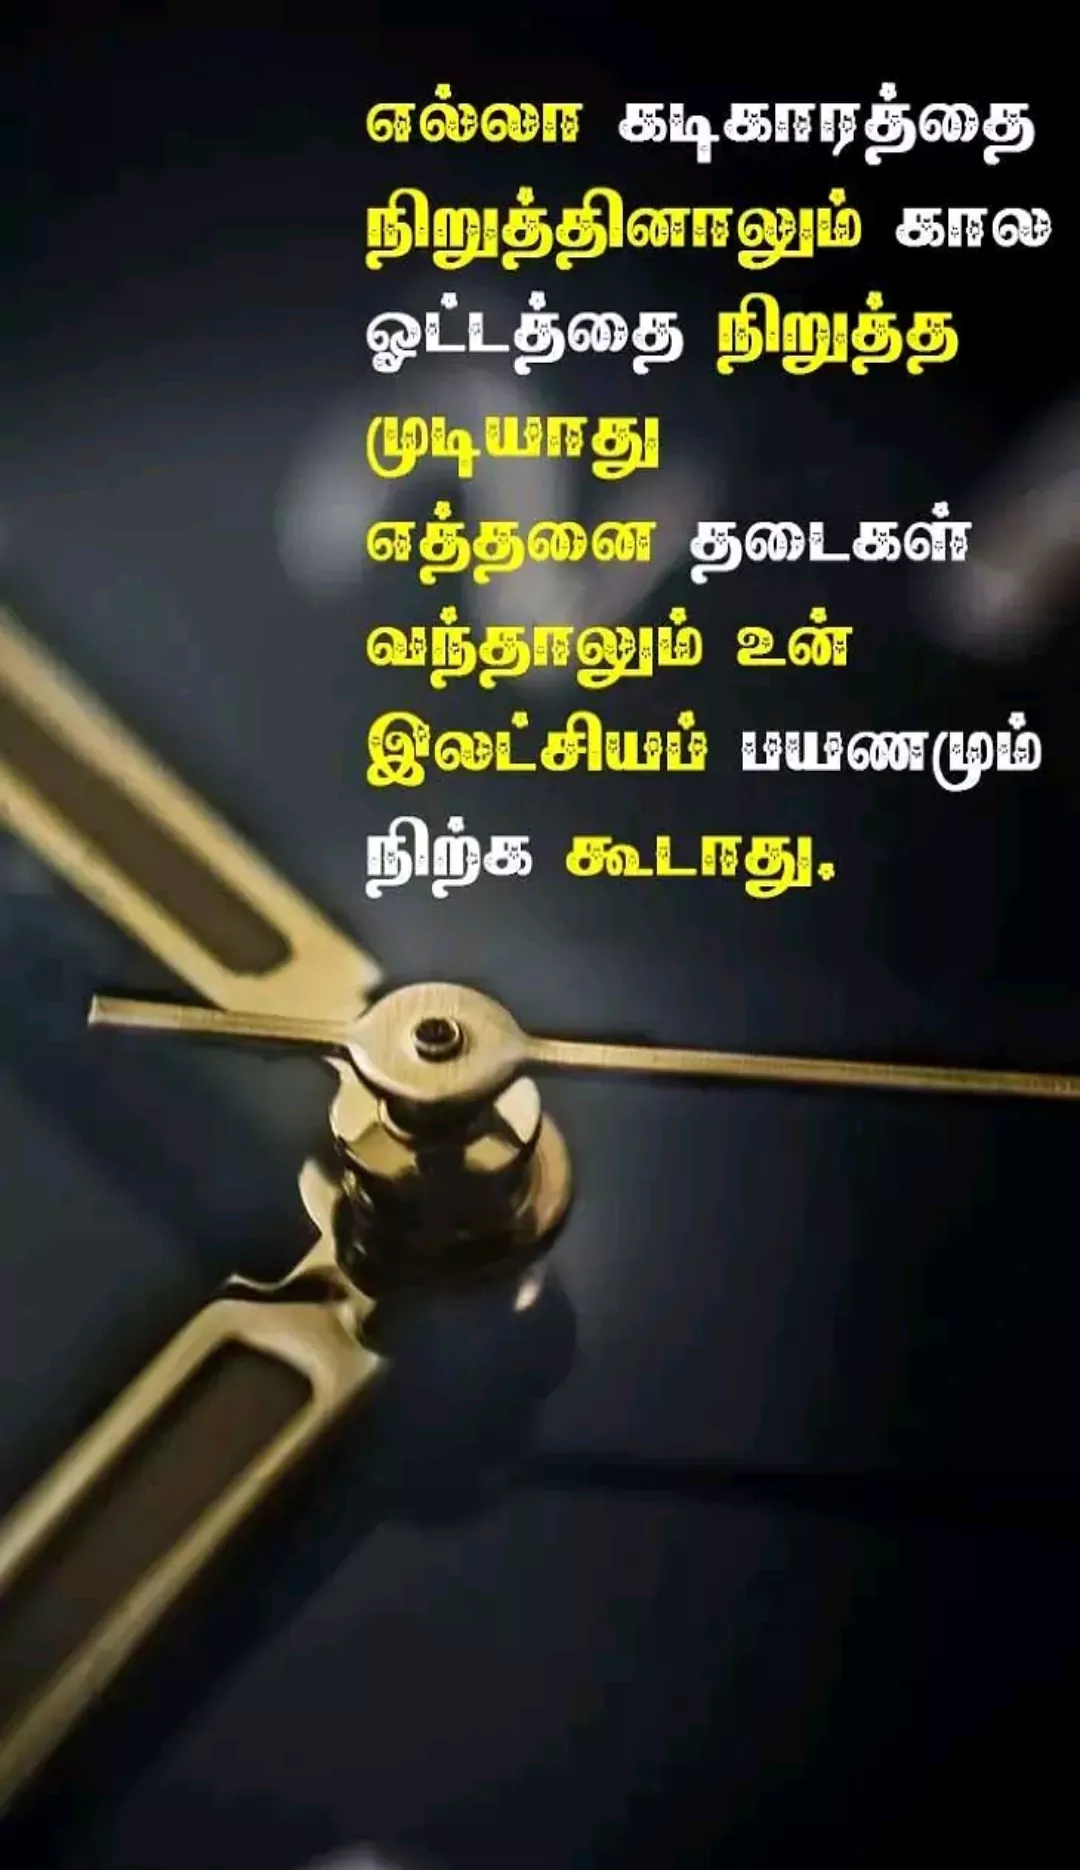 எல்லா கடிகாரத்தை
நிறுத்தினாலும் கால
ஓட்டத்தை நிறுத்த
முடியாது
எத்தனை தடைகள்
வந்தாலும் உன்
இலட்சியப் பயணமும்
நிற்க கூடாது.